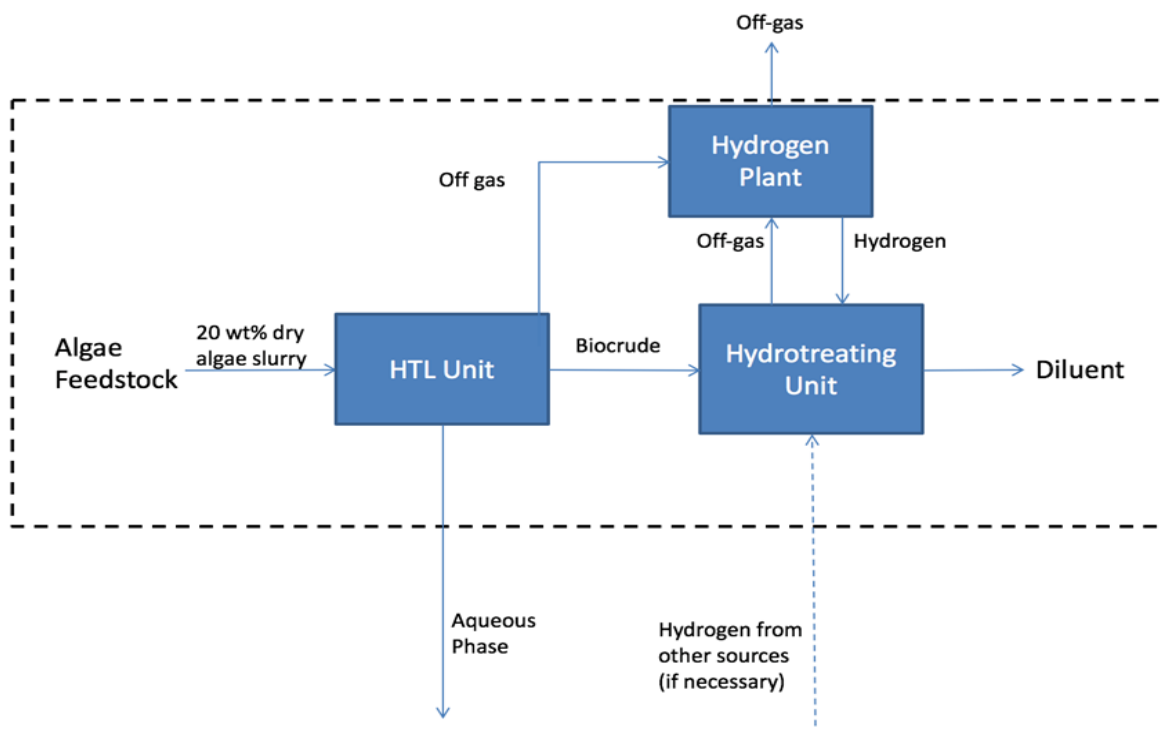 Off-gas
Hydrogen
Plant
Off gas
Off-gas
Hydrogen
Algae
Feedstock
20 wt% dry
algae slurry
HTL Unit
Biocrude
Hydrotreating
Unit
Diluent
Aqueous
Phase
Hydrogen from
other sources
(if necessary)